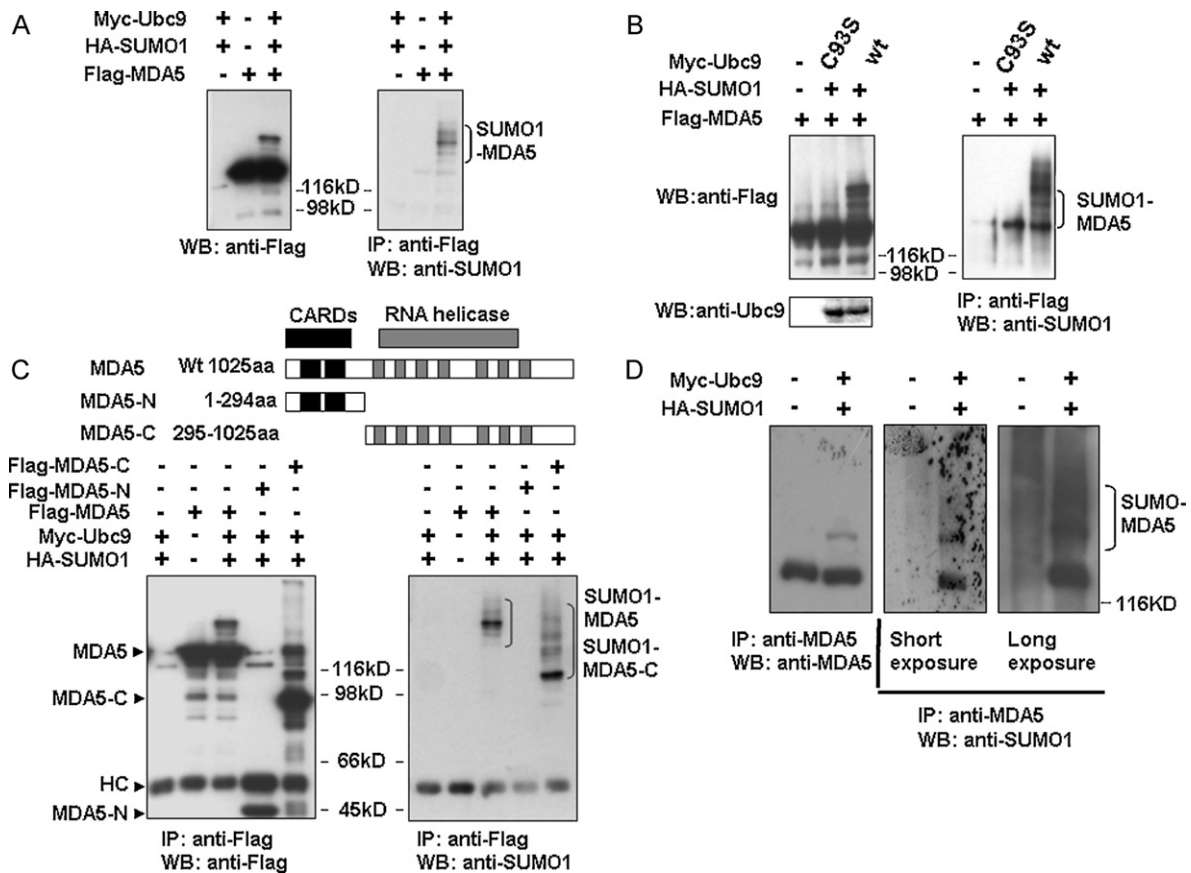 A
Myc-Ubc9 + - + + - +
HA-SUMO1 + - + + - +
Flag-MDA5 - + + - + +
SUMO1
-MDA5
-116kD -
-98kD -
WB: anti-Flag
IP: anti-Flag
WB: anti-SUMO1
B
Myc-Ubc9 - C93S wt - C93S wt
HA-SUMO1 - + + - + +
Flag-MDA5 + + + + + +
WB:anti-Flag
SUMO1-
MDA5
-116kD -
-98kD -
WB:anti-Ubc9
IP: anti-Flag
WB: anti-SUMO1
C
CARDs RNA helicase
MDA5 Wt 1025aa
MDA5-N 1-294aa
MDA5-C 295-1025aa
Flag-MDA5-C - - - - + - - - - +
Flag-MDA5-N - - - + - - - - + -
Flag-MDA5 - + + - - - + + - -
Myc-Ubc9 + - + + + + - + + +
HA-SUMO1 + - + + + + - + + +
MDA5
MDA5-C
HC
MDA5-N
- 116kD -
- 98kD -
- 66kD -
- 45kD -
SUMO1-
MDA5
SUMO1-
MDA5-C
IP: anti-Flag
WB: anti-Flag
IP: anti-Flag
WB: anti-SUMO1
D
Myc-Ubc9 - + - + - +
HA-SUMO1 - + - + - +
SUMO-
MDA5
- 116KD
IP: anti-MDA5
WB: anti-MDA5
Short
exposure
Long
exposure
IP: anti-MDA5
WB: anti-SUMO1